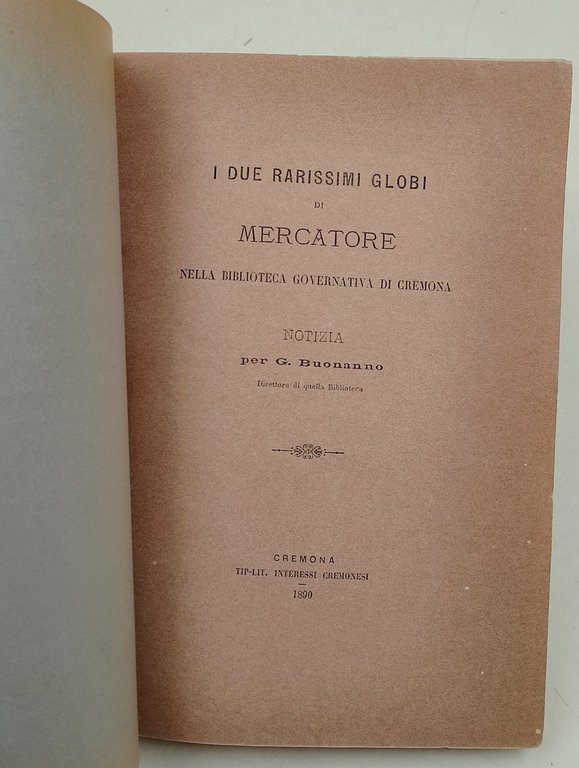 I DUE RARISSIMI GLOBI
DI
MERCATORE
NELLA BIBLIOTECA GOVERNATIVA DI CREMONA
NOTIZIA
per G. Buonanno
Direttore di quella Biblioteca
CREMONA
TIP-LIT. INTERESSI CREMONESI
1890